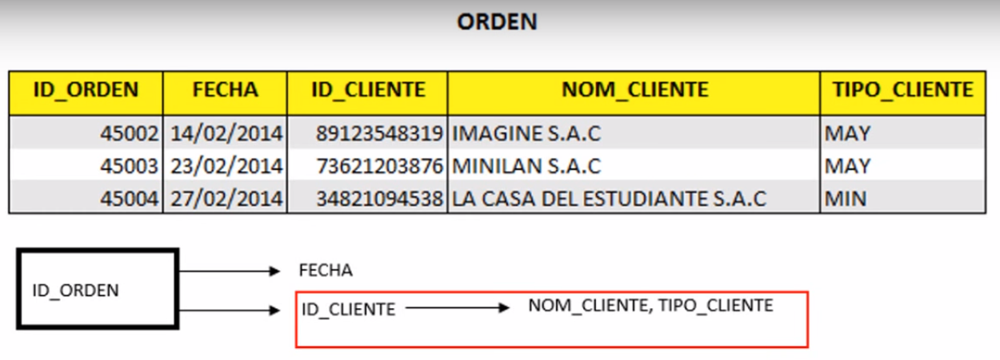 ORDEN
ID_ORDEN FECHA ID_CLIENTE NOM_CLIENTE TIPO_CLIENTE
45002 14/02/2014 89123548319 IMAGINE S.A.C MAY
45003 23/02/2014 73621203876 MINILAN S.A.C MAY
45004 27/02/2014 34821094538 LA CASA DEL ESTUDIANTE S.A.C MIN
FECHA
ID_ORDEN
ID_CLIENTE NOM_CLIENTE, TIPO_CLIENTE